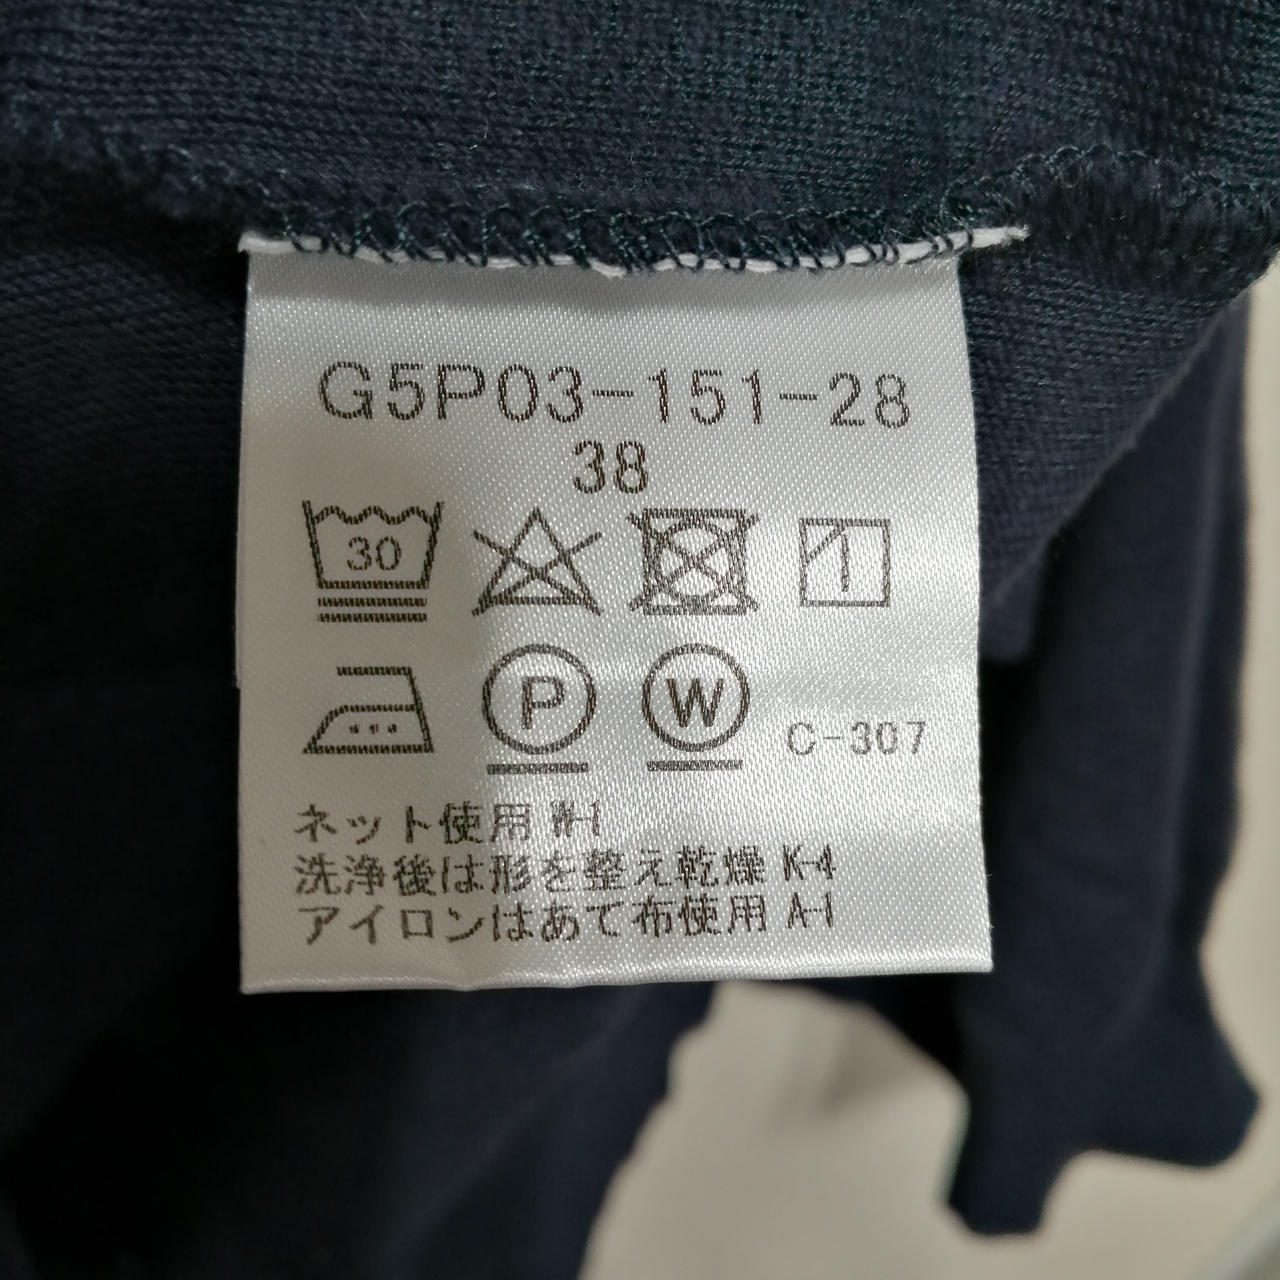 G5P03-151-28
38
30
P W C-307
ネット使用 W-1
洗浄後は形を整え乾燥 K-4
アイロンはあて布使用 A-1